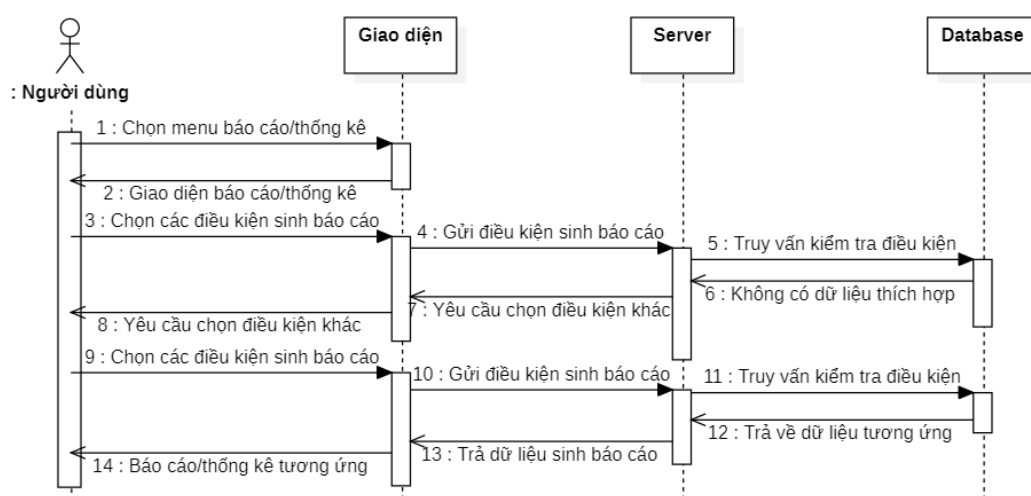 Giao diện
Server
Database
: Người dùng
1 : Chọn menu báo cáo/thống kê
2 : Giao diện báo cáo/thống kê
3 : Chọn các điều kiện sinh báo cáo
4 : Gửi điều kiện sinh báo cáo
5 : Truy vấn kiểm tra điều kiện
6 : Không có dữ liệu thích hợp
7 : Yêu cầu chọn điều kiện khác
8 : Yêu cầu chọn điều kiện khác
9 : Chọn các điều kiện sinh báo cáo
10 : Gửi điều kiện sinh báo cáo
11 : Truy vấn kiểm tra điều kiện
12 : Trả về dữ liệu tương ứng
13 : Trả dữ liệu sinh báo cáo
14 : Báo cáo/thống kê tương ứng